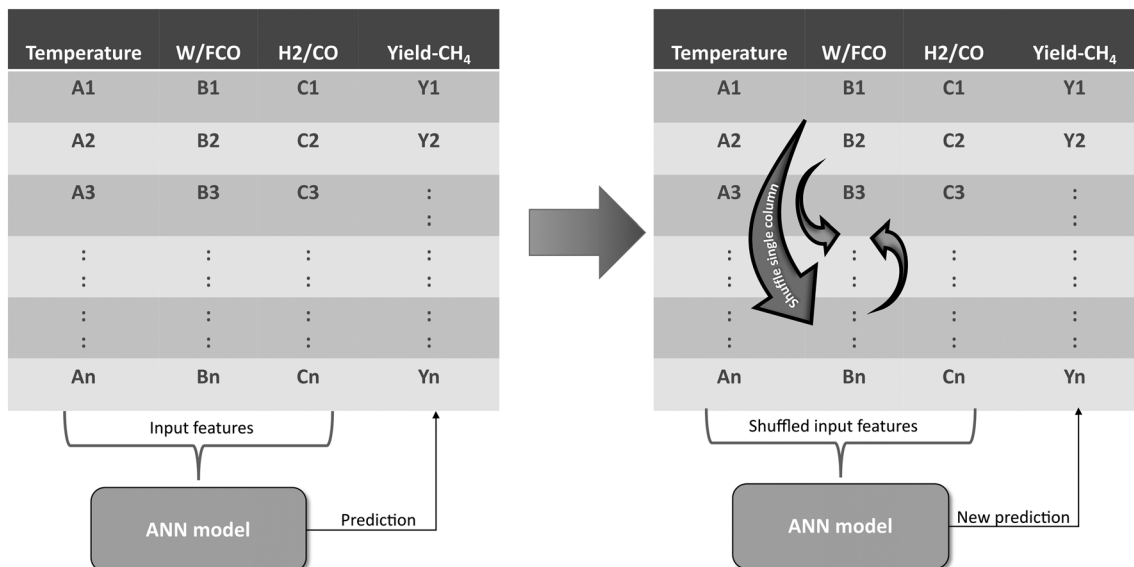 Temperature W/FCO H2/CO Yield-CH₄
A1 B1 C1 Y1
A2 B2 C2 Y2
A3 B3 C3 :
:
: : : :
: : : :
: : : :
: : : :
An Bn Cn Yn
Input features
ANN model
Prediction
Temperature W/FCO H2/CO Yield-CH₄
A1 B1 C1 Y1
A2 B2 C2 Y2
A3 B3 C3 :
:
: : : :
: : : :
: : : :
: : : :
An Bn Cn Yn
Shuffle single column
Shuffled input features
ANN model
New prediction